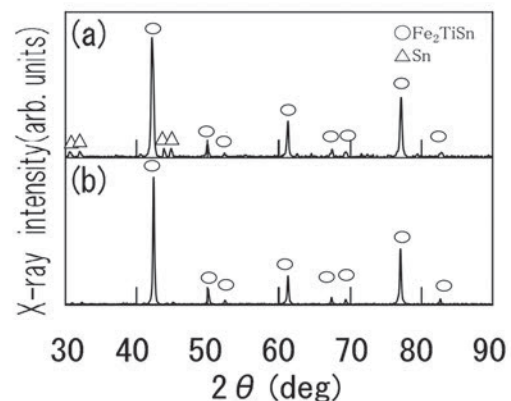 (a)
○Fe₂TiSn
△Sn
(b)
X-ray intensity(arb. units)
30 40 50 60 70 80 90
2θ (deg)